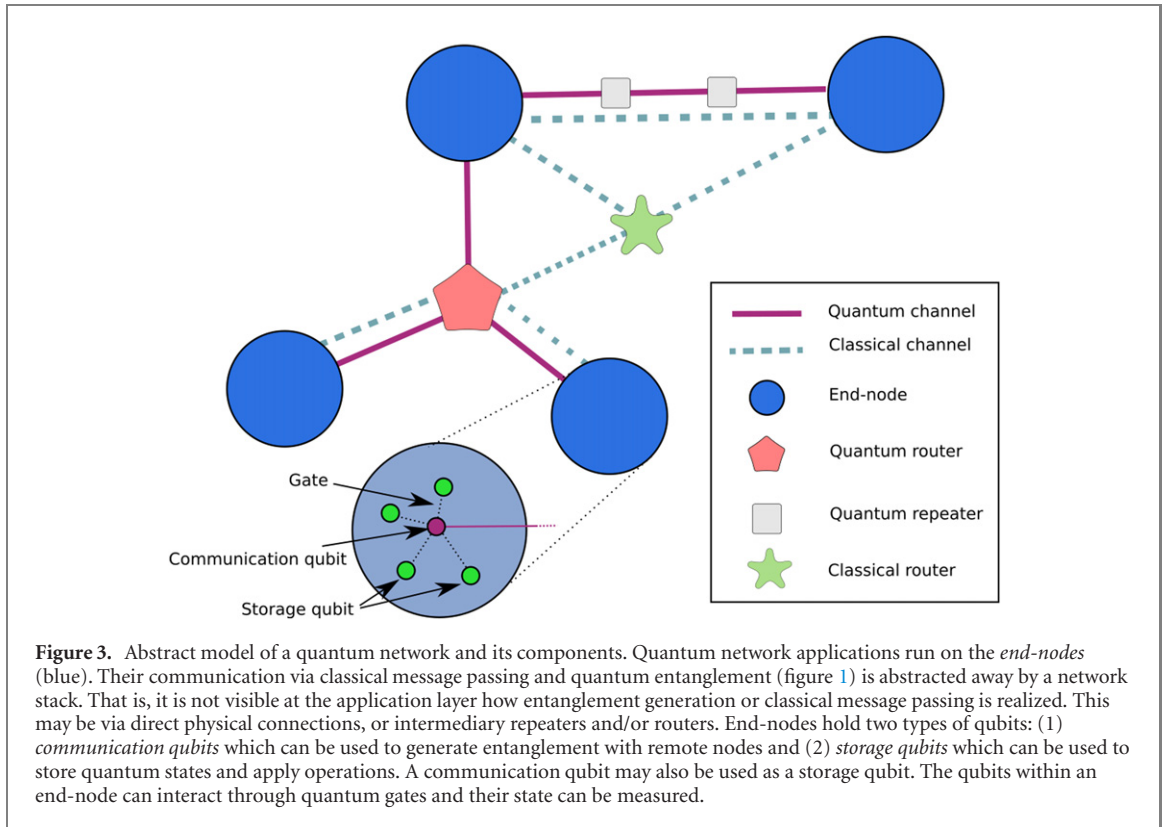 Quantum channel
Classical channel
End-node
Quantum router
Quantum repeater
Classical router
Gate
Communication qubit
Storage qubit
Figure 3. Abstract model of a quantum network and its components. Quantum network applications run on the end-nodes
(blue). Their communication via classical message passing and quantum entanglement (figure 1) is abstracted away by a network
stack. That is, it is not visible at the application layer how entanglement generation or classical message passing is realized. This
may be via direct physical connections, or intermediary repeaters and/or routers. End-nodes hold two types of qubits: (1)
communication qubits which can be used to generate entanglement with remote nodes and (2) storage qubits which can be used to
store quantum states and apply operations. A communication qubit may also be used as a storage qubit. The qubits within an
end-node can interact through quantum gates and their state can be measured.